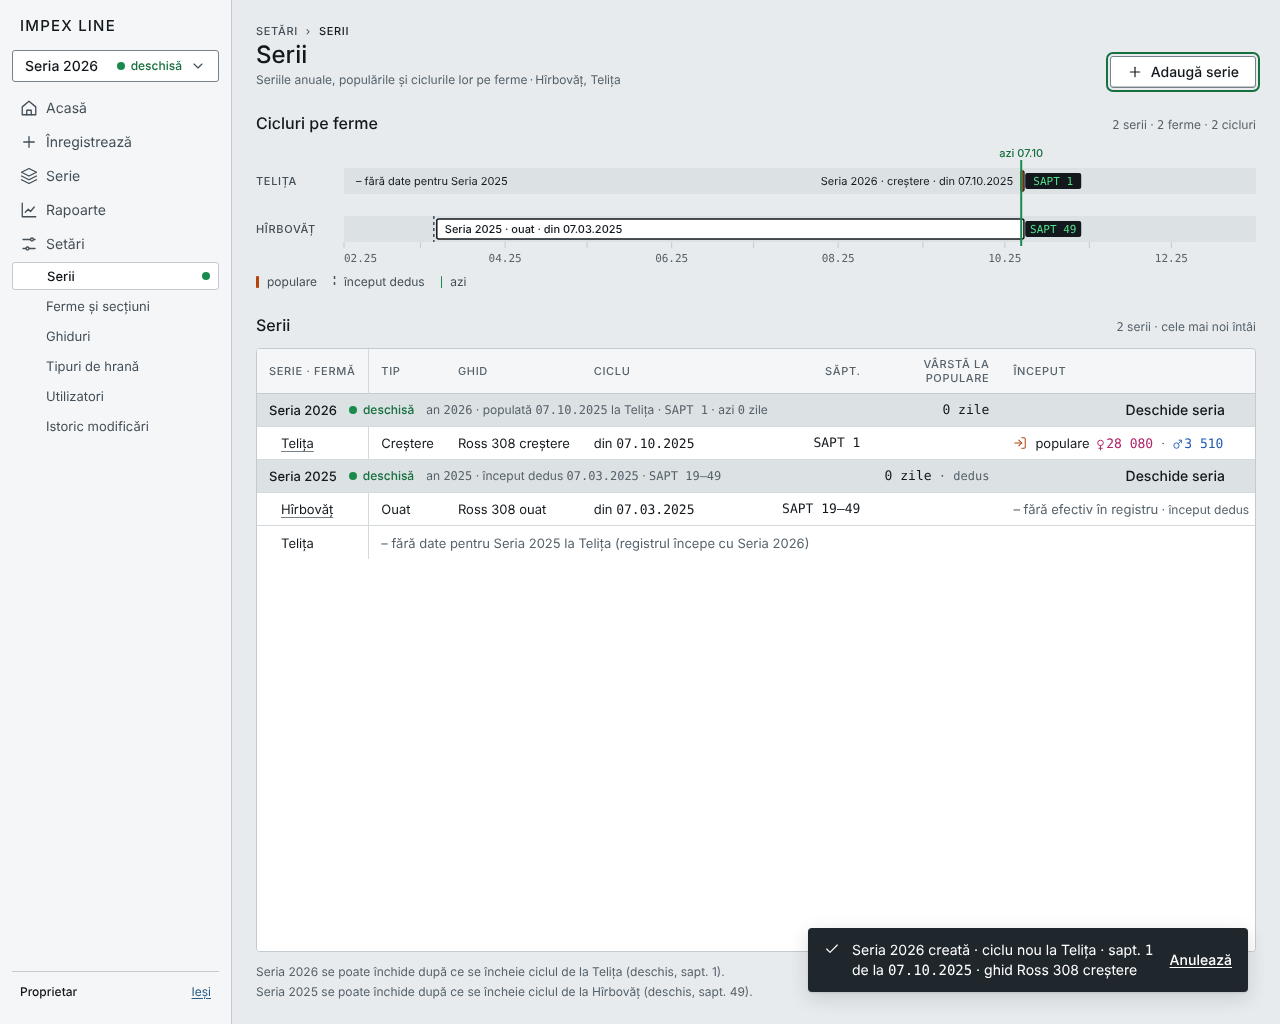 IMPEX LINE
Seria 2026 deschisă
Acasă
Înregistrează
Serie
Rapoarte
Setări
Serii
Ferme și secțiuni
Ghiduri
Tipuri de hrană
Utilizatori
Istoric modificări
Proprietar Ieși
SETĂRI › SERII
Serii
Seriile anuale, populările și ciclurile lor pe ferme · Hîrbovăț, Telița
Adaugă serie
Cicluri pe ferme
2 serii · 2 ferme · 2 cicluri
azi 07.10
TELIȚA – fără date pentru Seria 2025 Seria 2026 · creștere · din 07.10.2025 SAPT 1
HÎRBOVĂȚ Seria 2025 · ouat · din 07.03.2025 SAPT 49
02.25 04.25 06.25 08.25 10.25 12.25
populare început dedus azi
Serii
2 serii · cele mai noi întâi
SERIE · FERMĂ TIP GHID CICLU SĂPT. VÂRSTĂ LA POPULARE ÎNCEPUT
Seria 2026 deschisă an 2026 · populată 07.10.2025 la Telița · SAPT 1 · azi 0 zile 0 zile Deschide seria
Telița Creștere Ross 308 creștere din 07.10.2025 SAPT 1 populare ♀28 080 · ♂3 510
Seria 2025 deschisă an 2025 · început dedus 07.03.2025 · SAPT 19–49 0 zile · dedus Deschide seria
Hîrbovăț Ouat Ross 308 ouat din 07.03.2025 SAPT 19–49 – fără efectiv în registru · început dedus
Telița – fără date pentru Seria 2025 la Telița (registrul începe cu Seria 2026)
Seria 2026 se poate închide după ce se încheie ciclul de la Telița (deschis, sapt. 1).
Seria 2025 se poate închide după ce se încheie ciclul de la Hîrbovăț (deschis, sapt. 49).
Seria 2026 creată · ciclu nou la Telița · sapt. 1
de la 07.10.2025 · ghid Ross 308 creștere
Anulează